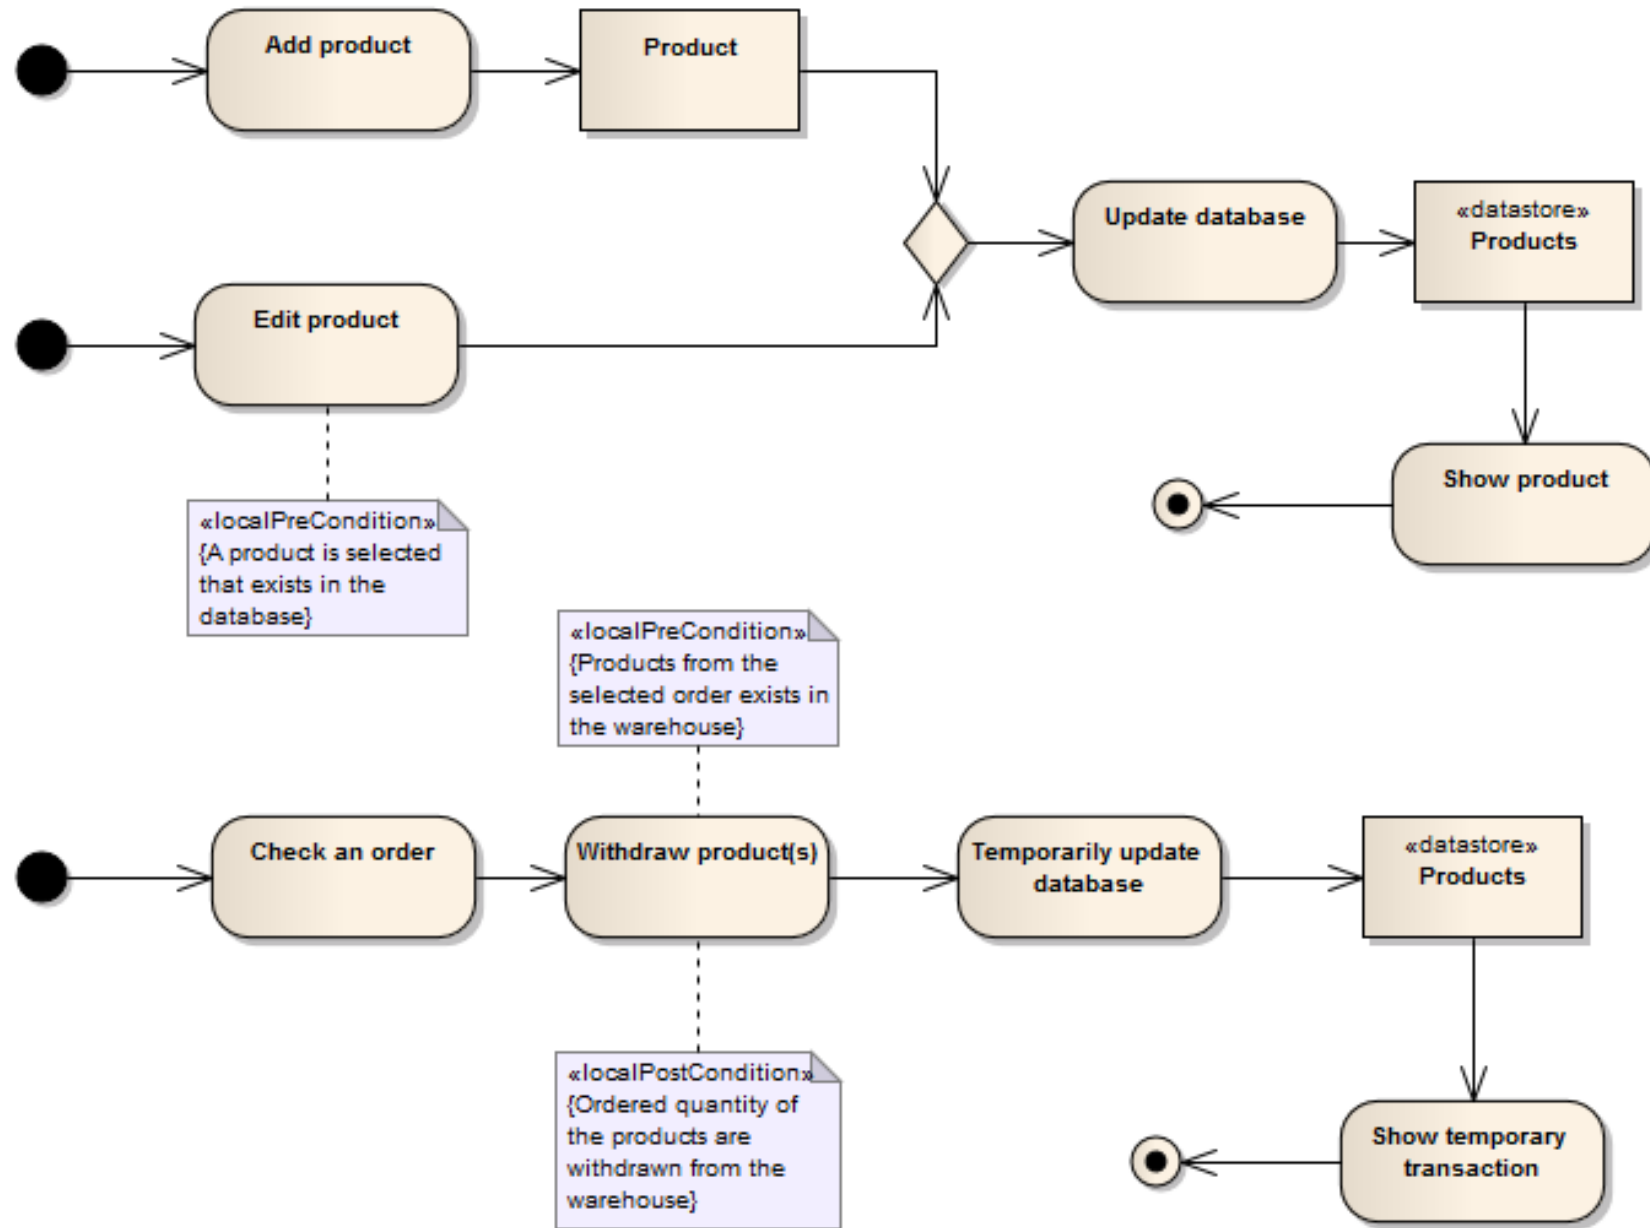 Add product
Product
Update database
«datastore»
Products
Edit product
Show product
«localPreCondition»
{A product is selected
that exists in the
database}
«localPreCondition»
{Products from the
selected order exists in
the warehouse}
Check an order
Withdraw product(s)
Temporarily update
database
«datastore»
Products
«localPostCondition»
{Ordered quantity of
the products are
withdrawn from the
warehouse}
Show temporary
transaction